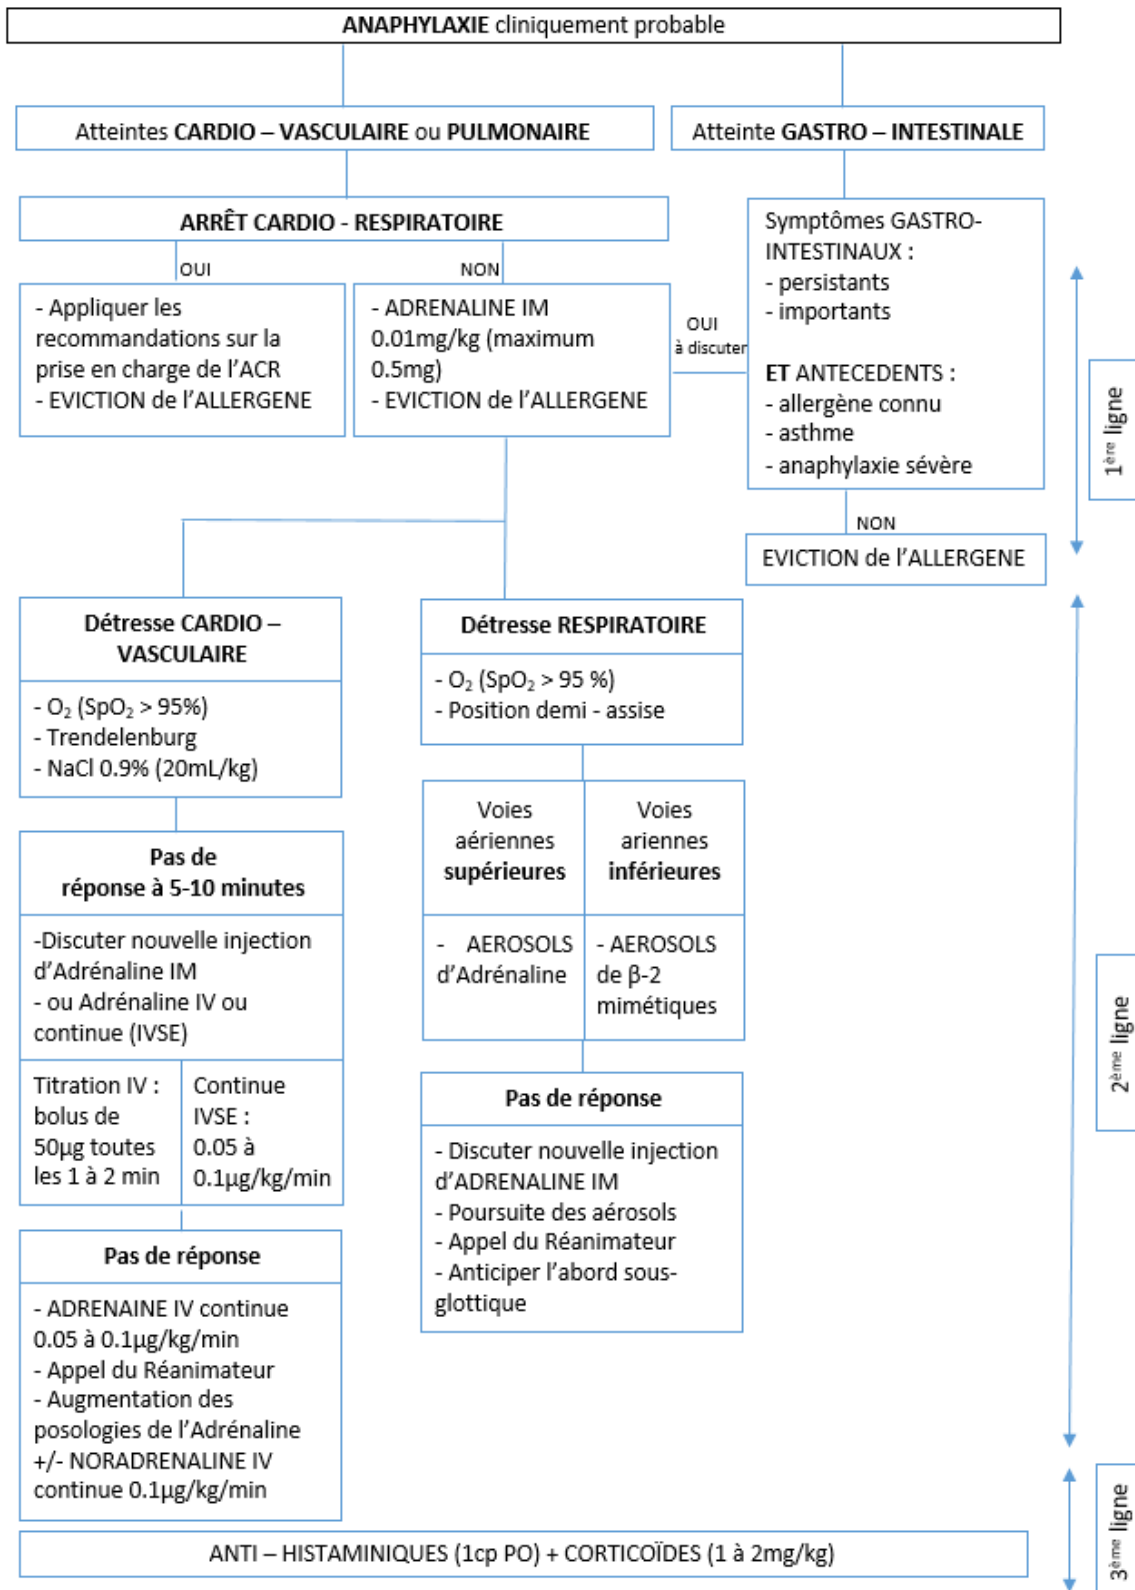 ANAPHYLAXIE cliniquement probable
Atteintes CARDIO – VASCULAIRE ou PULMONAIRE
Atteinte GASTRO – INTESTINALE
ARRÊT CARDIO - RESPIRATOIRE
OUI
NON
- Appliquer les
recommandations sur la
prise en charge de l'ACR
- EVICTION de l'ALLERGENE
- ADRENALINE IM
0.01mg/kg (maximum
0.5mg)
- EVICTION de l'ALLERGENE
OUI
à discuter
Symptômes GASTRO-
INTESTINAUX :
- persistants
- importants
ET ANTECEDENTS :
- allergène connu
- asthme
- anaphylaxie sévère
NON
EVICTION de l'ALLERGENE
1ère ligne
Détresse CARDIO –
VASCULAIRE
- O₂ (SpO₂ > 95%)
- Trendelenburg
- NaCl 0.9% (20mL/kg)
Pas de
réponse à 5-10 minutes
-Discuter nouvelle injection
d'Adrénaline IM
- ou Adrénaline IV ou
continue (IVSE)
Titration IV :
bolus de
50µg toutes
les 1 à 2 min
Continue
IVSE :
0.05 à
0.1µg/kg/min
Pas de réponse
- ADRENAINE IV continue
0.05 à 0.1µg/kg/min
- Appel du Réanimateur
- Augmentation des
posologies de l'Adrénaline
+/- NORADRENALINE IV
continue 0.1µg/kg/min
Détresse RESPIRATOIRE
- O₂ (SpO₂ > 95 %)
- Position demi - assise
Voies
aériennes
supérieures
Voies
ariennes
inférieures
- AEROSOLS
d'Adrénaline
- AEROSOLS
de β-2
mimétiques
Pas de réponse
- Discuter nouvelle injection
d'ADRENALINE IM
- Poursuite des aérosols
- Appel du Réanimateur
- Anticiper l'abord sous-
glottique
2ème ligne
ANTI – HISTAMINIQUES (1cp PO) + CORTICOÏDES (1 à 2mg/kg)
3ème ligne